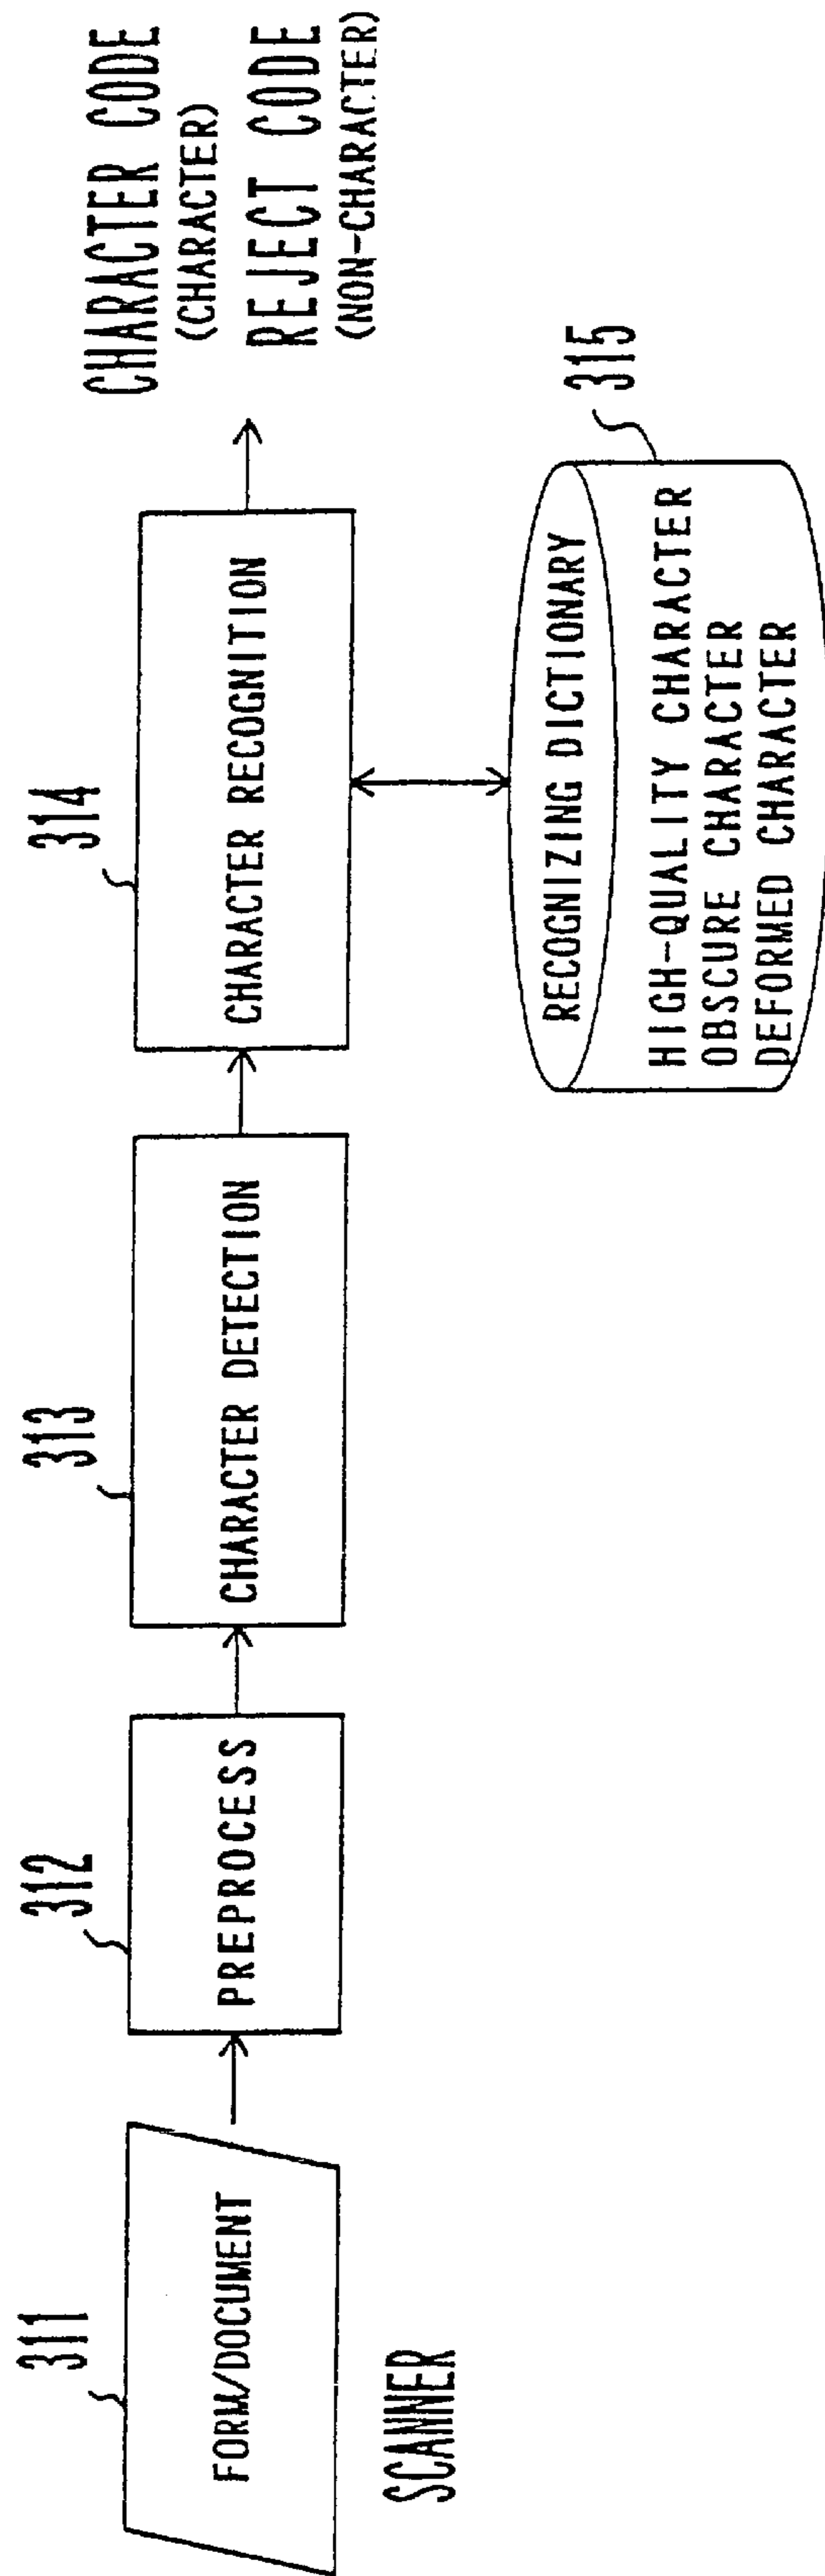 311
FORM/DOCUMENT
SCANNER
312
PREPROCESS
313
CHARACTER DETECTION
314
CHARACTER RECOGNITION
CHARACTER CODE
(CHARACTER)
REJECT CODE
(NON-CHARACTER)
315
RECOGNIZING DICTIONARY
HIGH-QUALITY CHARACTER
OBSCURE CHARACTER
DEFORMED CHARACTER